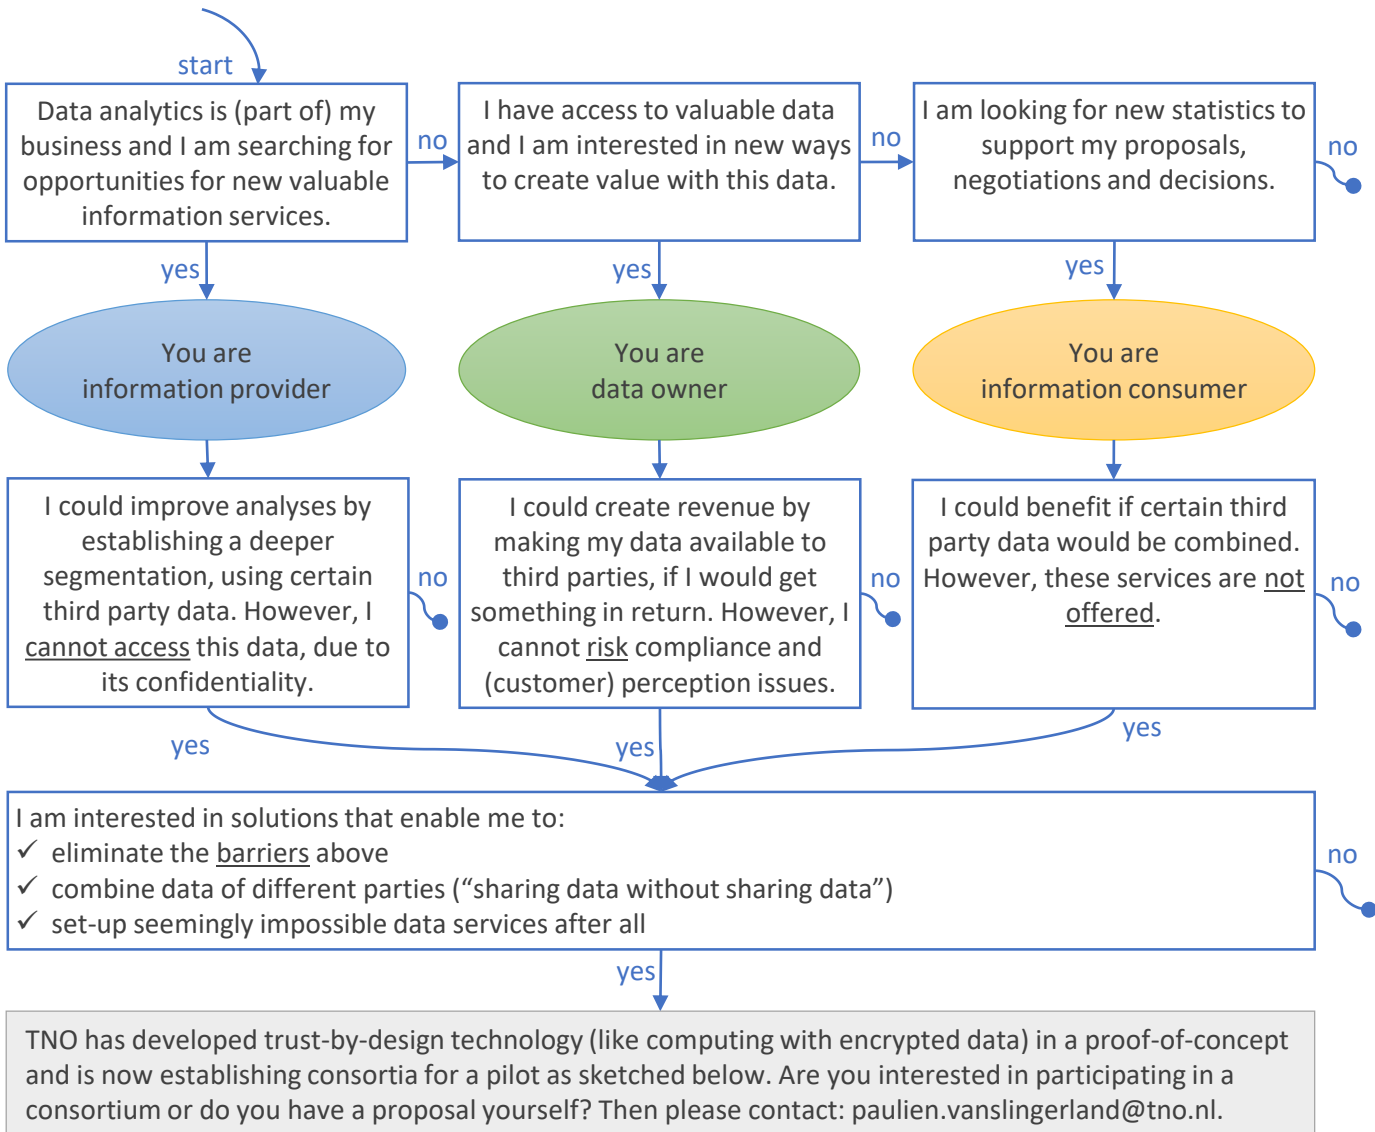 start
Data analytics is (part of) my
business and I am searching for
opportunities for new valuable
information services.
no
I have access to valuable data
and I am interested in new ways
to create value with this data.
no
I am looking for new statistics to
support my proposals,
negotiations and decisions.
no
yes
yes
yes
You are
information provider
You are
data owner
You are
information consumer
I could improve analyses by
establishing a deeper
segmentation, using certain
third party data. However, I
cannot access this data, due to
its confidentiality.
no
I could create revenue by
making my data available to
third parties, if I would get
something in return. However, I
cannot risk compliance and
(customer) perception issues.
no
I could benefit if certain third
party data would be combined.
However, these services are not
offered.
no
yes
yes
yes
I am interested in solutions that enable me to:
✓ eliminate the barriers above
✓ combine data of different parties (“sharing data without sharing data”)
✓ set-up seemingly impossible data services after all
no
yes
TNO has developed trust-by-design technology (like computing with encrypted data) in a proof-of-concept
and is now establishing consortia for a pilot as sketched below. Are you interested in participating in a
consortium or do you have a proposal yourself? Then please contact: paulien.vanslingerland@tno.nl.